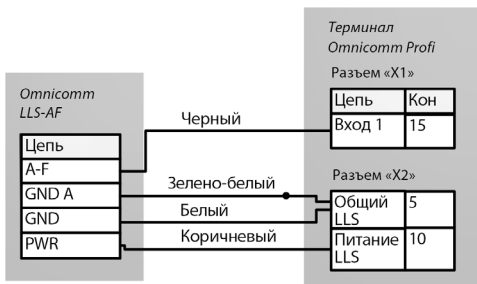 Терминал
Omnicomm Profi
Разъем «X1»
Цепь Кон
Вход 1 15
Omnicomm
LLS-AF
Цепь
A-F
GND A
GND
PWR
Черный
Зелено-белый
Белый
Коричневый
Разъем «X2»
Общий LLS 5
Питание LLS 10